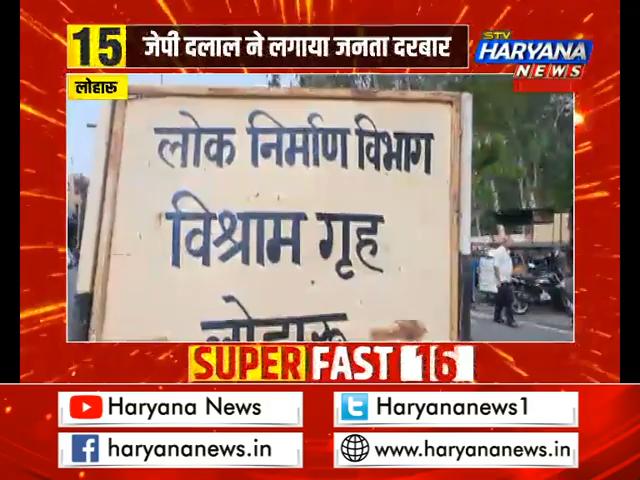 15 जेपी दलाल ने लगाया जनता दरबार
STV
HARYANA
NEWS
लोहारू
लोक निर्माण विभाग
विश्राम गृह
लोहारू
SUPER FAST 16
Haryana News
Haryananews1
haryananews.in
www.haryananews.in